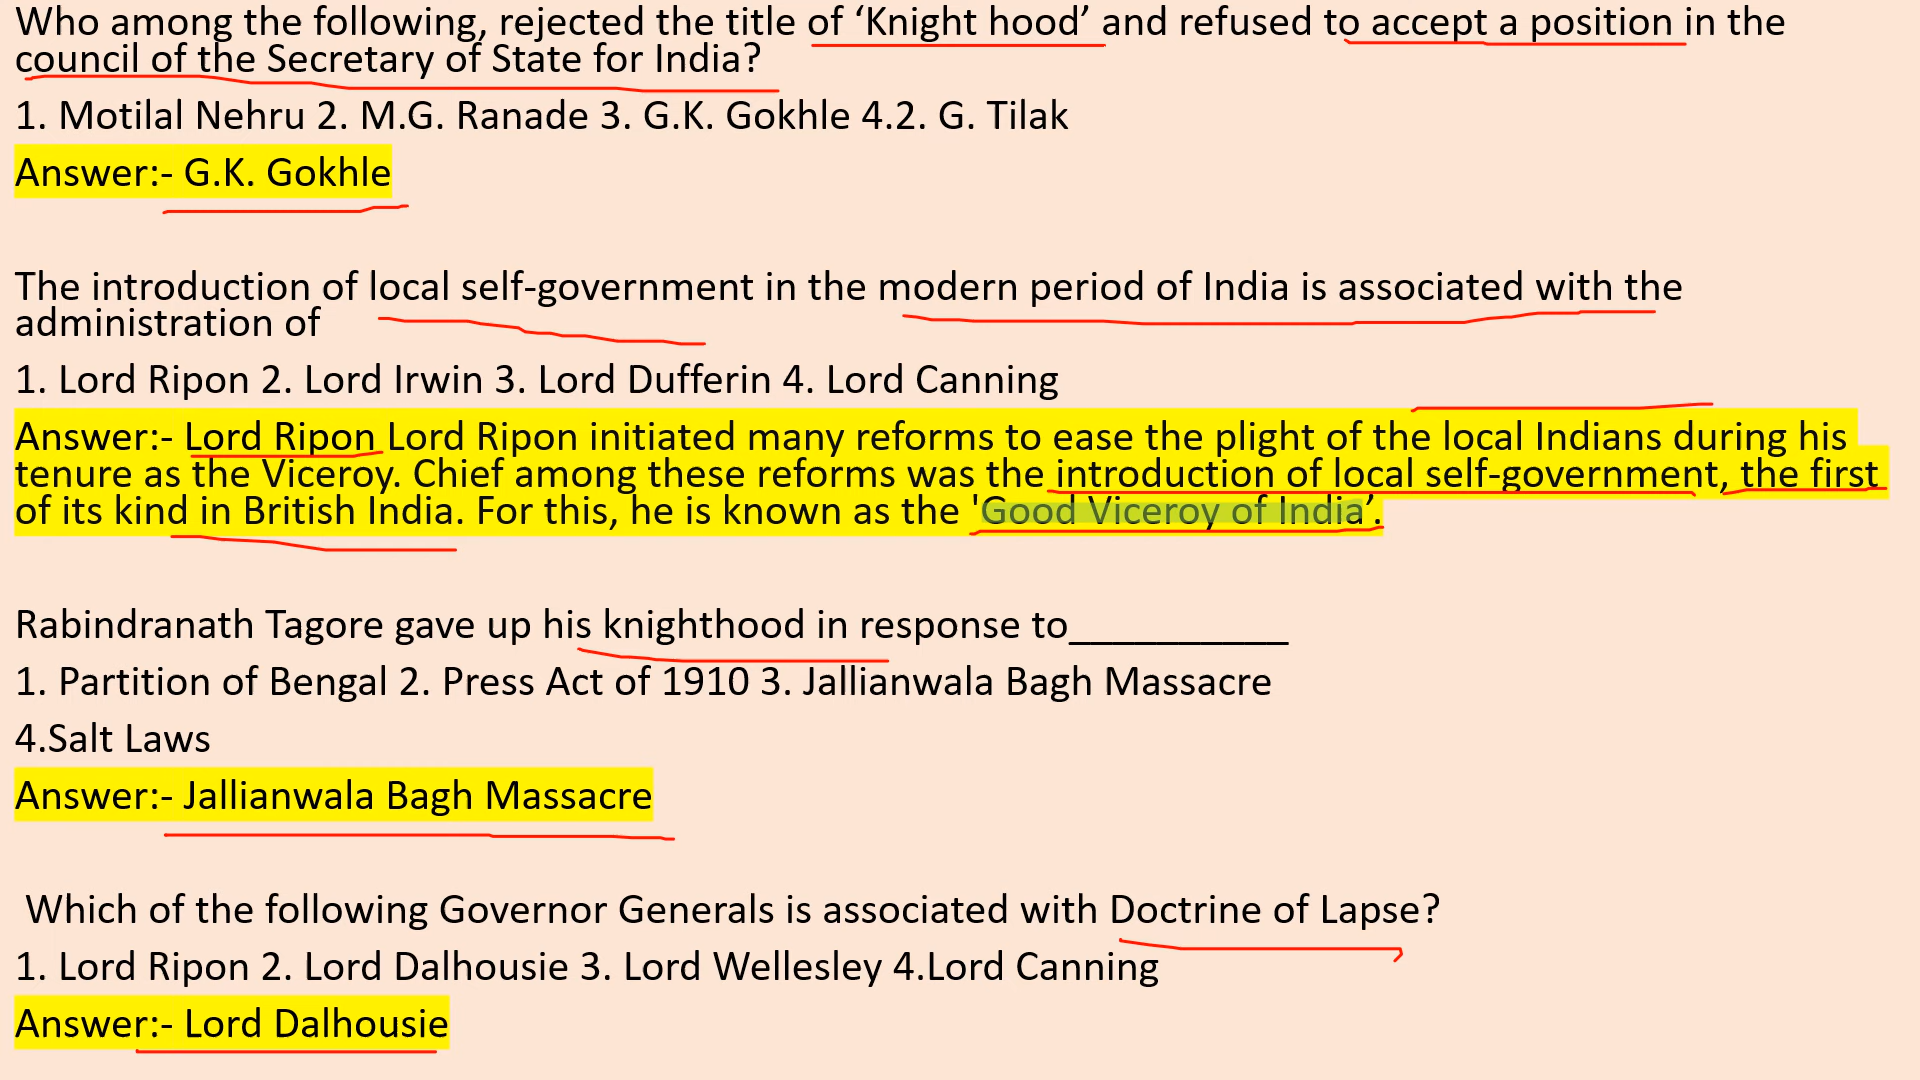 Who among the following, rejected the title of ‘Knight hood’ and refused to accept a position in the
council of the Secretary of State for India?
1. Motilal Nehru 2. M.G. Ranade 3. G.K. Gokhle 4.2. G. Tilak
Answer:- G.K. Gokhle
The introduction of local self-government in the modern period of India is associated with the
administration of
1. Lord Ripon 2. Lord Irwin 3. Lord Dufferin 4. Lord Canning
Answer:- Lord Ripon Lord Ripon initiated many reforms to ease the plight of the local Indians during his
tenure as the Viceroy. Chief among these reforms was the introduction of local self-government, the first
of its kind in British India. For this, he is known as the 'Good Viceroy of India’.
Rabindranath Tagore gave up his knighthood in response to__________
1. Partition of Bengal 2. Press Act of 1910 3. Jallianwala Bagh Massacre
4.Salt Laws
Answer:- Jallianwala Bagh Massacre
Which of the following Governor Generals is associated with Doctrine of Lapse?
1. Lord Ripon 2. Lord Dalhousie 3. Lord Wellesley 4.Lord Canning
Answer:- Lord Dalhousie